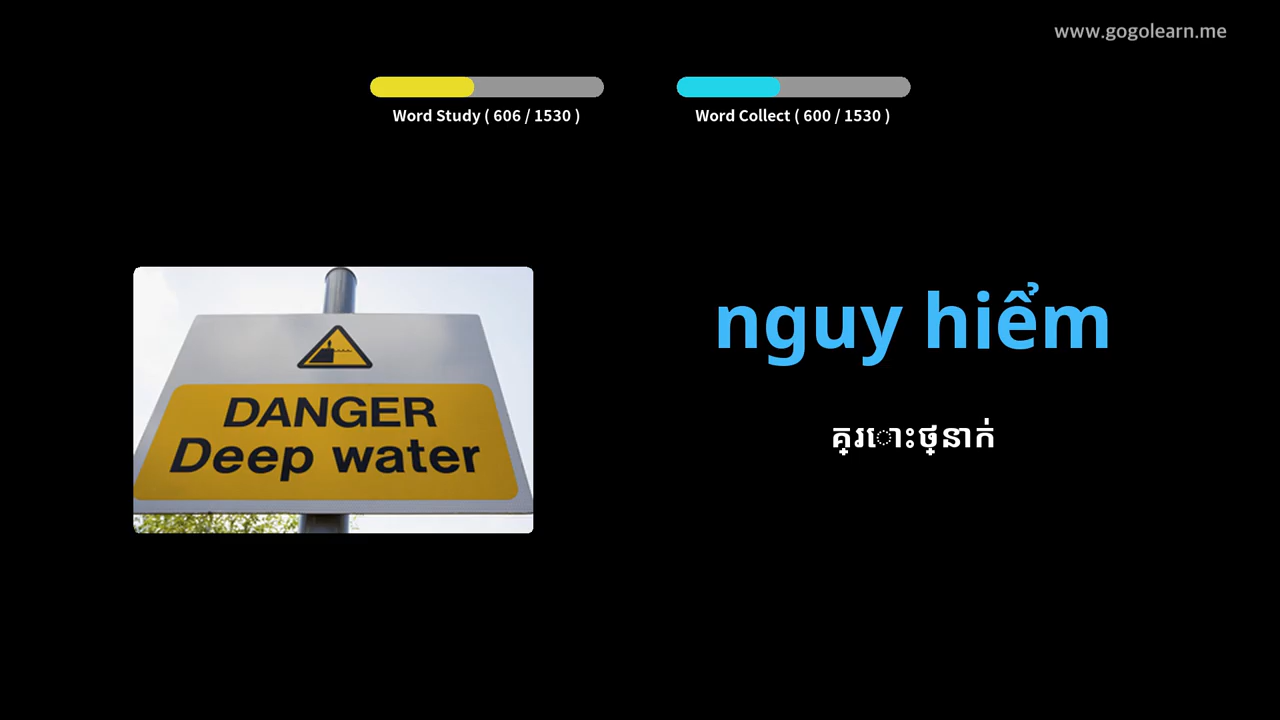 www.gogolearn.me
Word Study ( 606 / 1530 )
Word Collect ( 600 / 1530 )
DANGER
Deep water
nguy hiểm
គ្រោះថ្នាក់